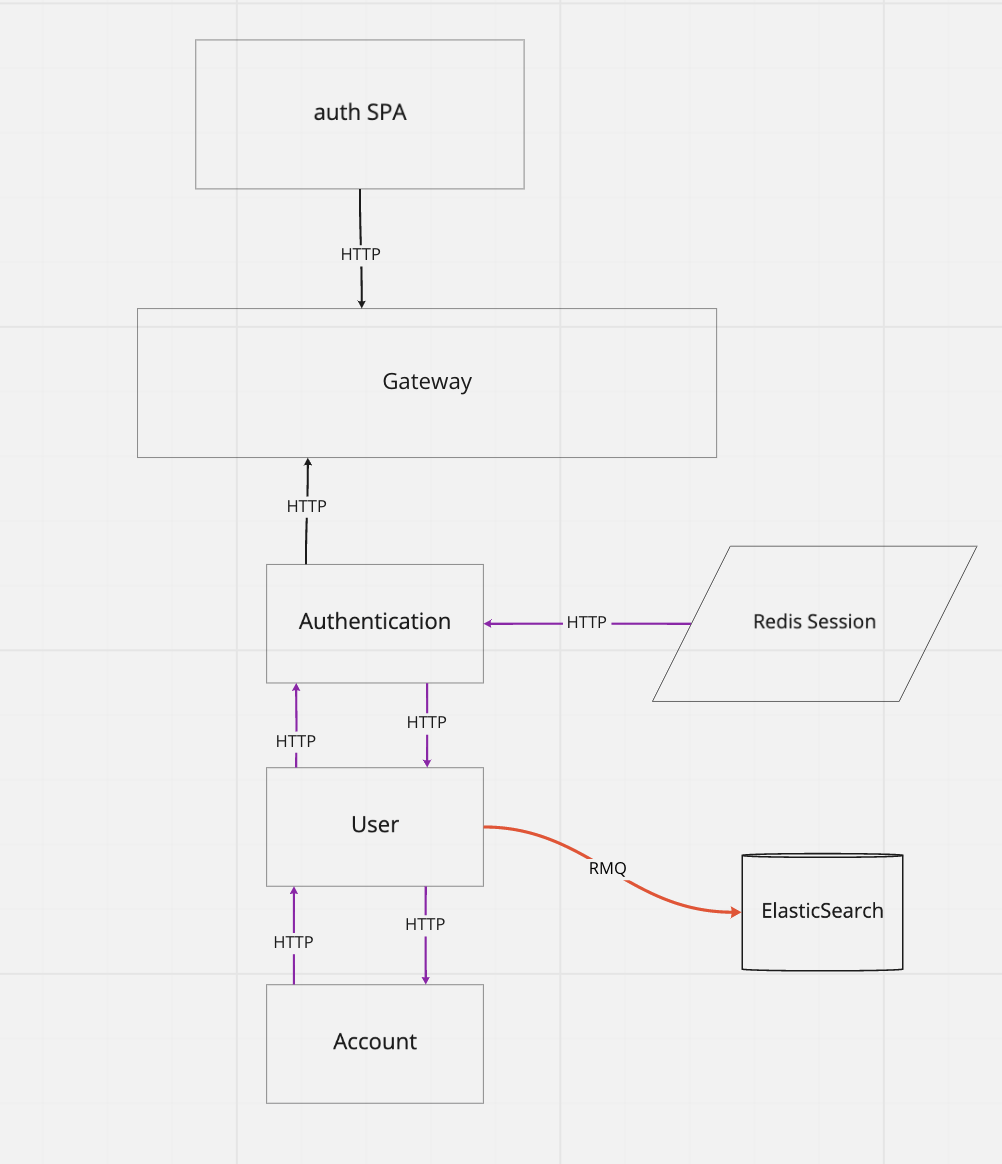 auth SPA
HTTP
Gateway
HTTP
Authentication
HTTP
Redis Session
HTTP
HTTP
User
RMQ
ElasticSearch
HTTP
HTTP
Account